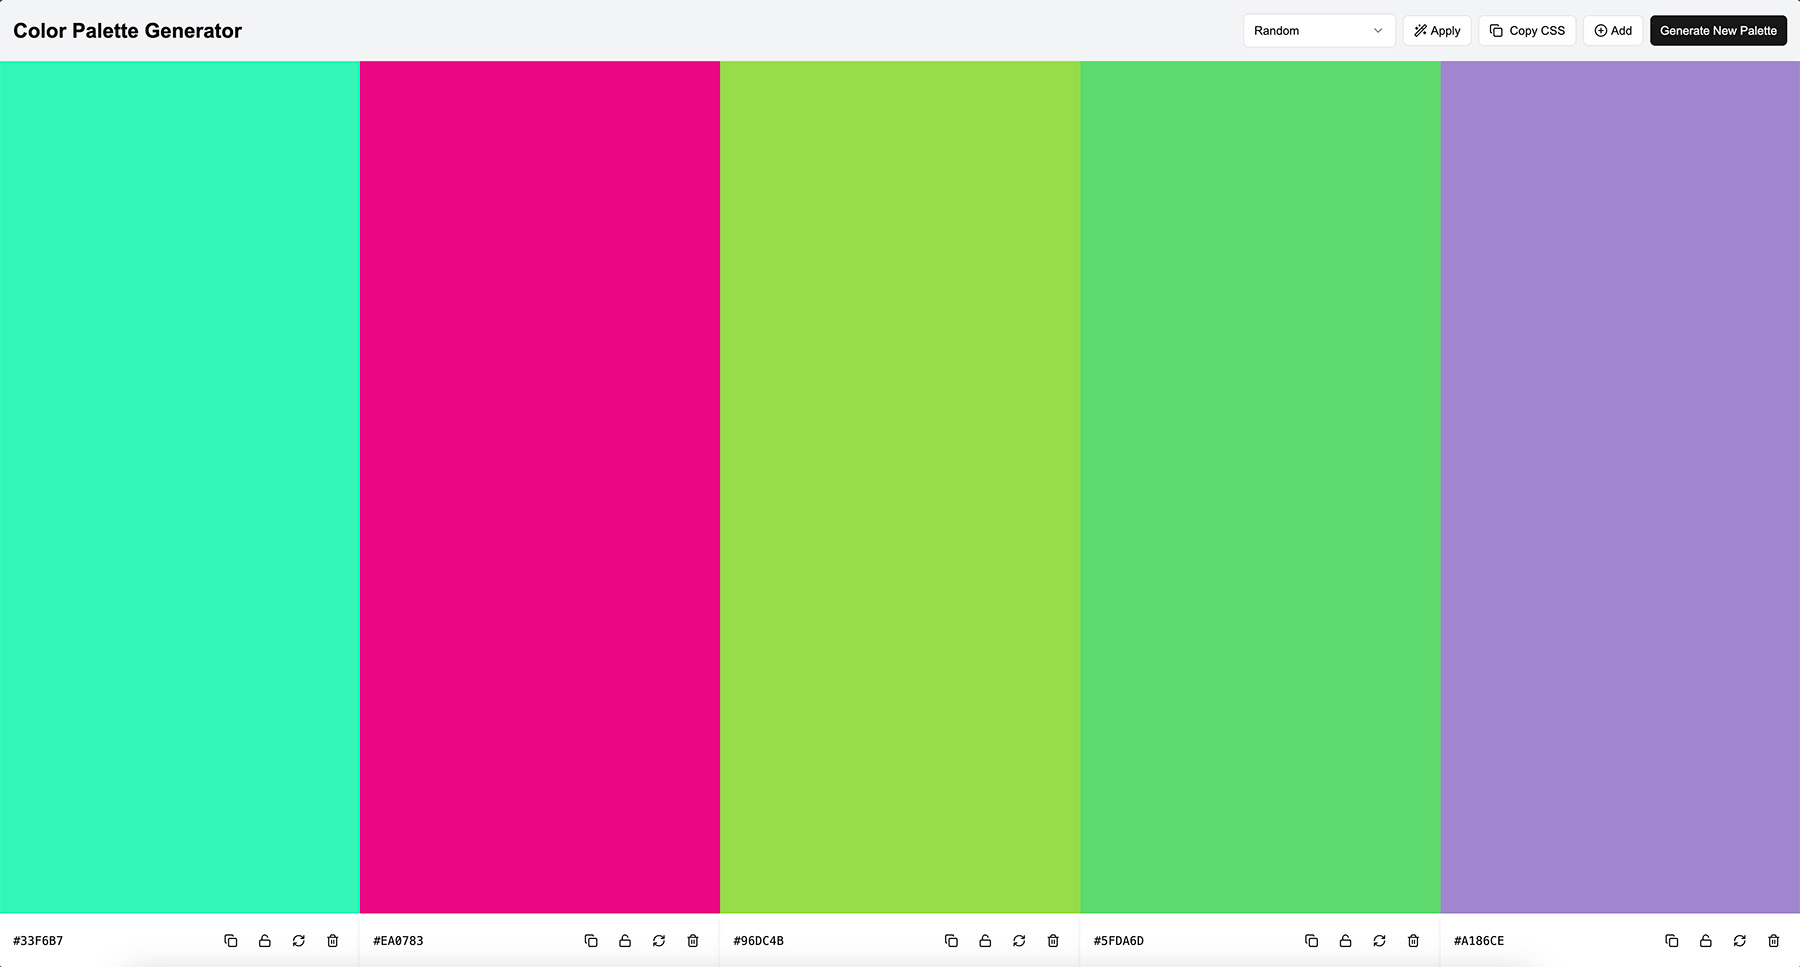 Color Palette Generator
Random
Apply
Copy CSS
Add
Generate New Palette
#33F6B7
#EA0783
#96DC4B
#5FDA6D
#A186CE